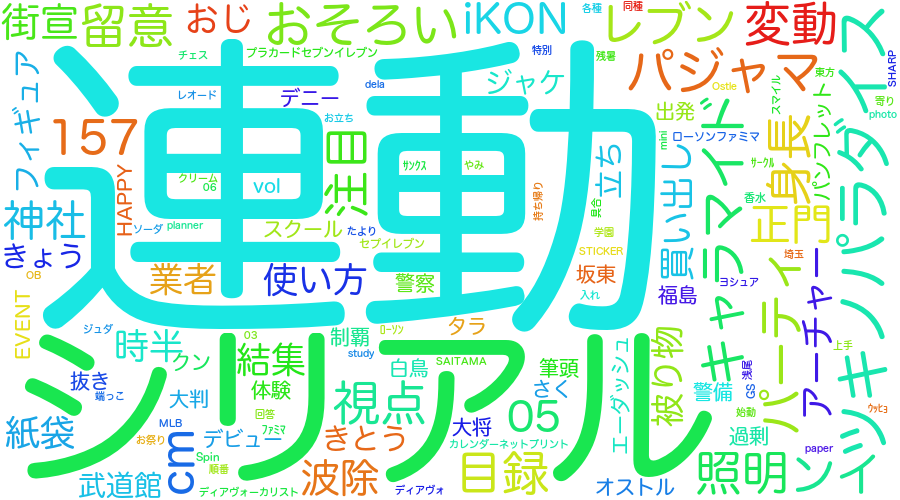 連動
シリアル
街宣
留意
おじ
おそろい
iKON
各種
同種
レブン
変動
チェス
プラカードセブンイレブン
特別
残暑
パジャマ
東方
SHARP
スマイル
寄り
photo
Ostle
フィギュア
157
レオード
デニー
お立ち
dela
ジャケ
出発
mini
ローソンファミマ
パンフレット
キッツパラダイス
HAPPY
クリーム
06
vol
注目
サンクス
やみ
立ち
サークル
身長
神社
ソーダ
planner
スクール
たより
セブイレブン
持ち帰り
具合
学園
STICKER
買い出し
キャラマイド
香水
正門
きょう
OB
業者
使い方
警察
坂東
入れ
福島
埼玉
ヨシュア
アーチャー
パーティ
EVENT
ジュダ
時半
03
制覇
ローソン
タラ
study
クン
結集
白鳥
SAITAMA
筆頭
さく
エーダッシュ
被り物
上手
浅尾
GS
抜き
端っこ
体験
視点
大判
回答
ファミマ
大将
05
警備
始動
ウッヒョ
MLB
お祭り
紙袋
デビュー
きとう
カレンダーネットプリント
過剰
paper
Spin
順番
武道館
cm
波除
目録
照明
ンイ
ディアヴォーカリスト
ディアヴォ
オストル